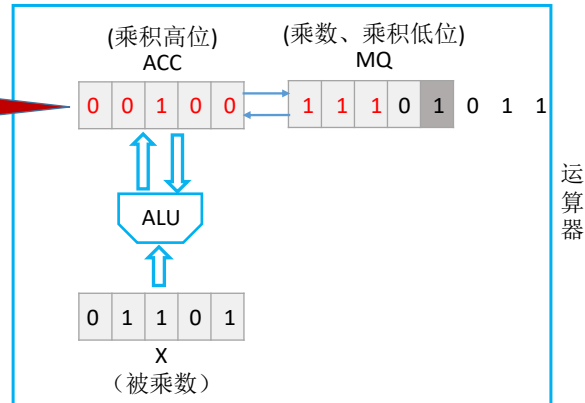 (乘积高位) (乘数、乘积低位)
ACC MQ
0 0 1 0 0 1 1 1 0 1 0 1 1
ALU
运算器
0 1 1 0 1
X
（被乘数）